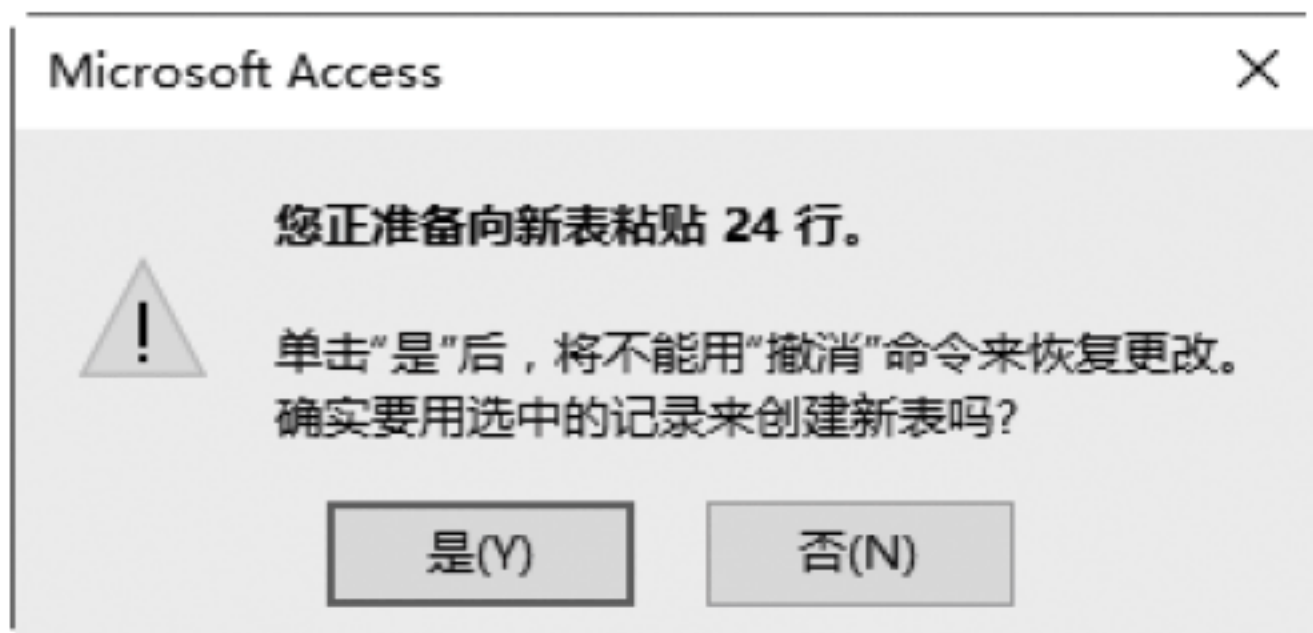 Microsoft Access
您正准备向新表粘贴 24 行。
单击“是”后，将不能用“撤消”命令来恢复更改。
确实要用选中的记录来创建新表吗?
是(Y)
否(N)